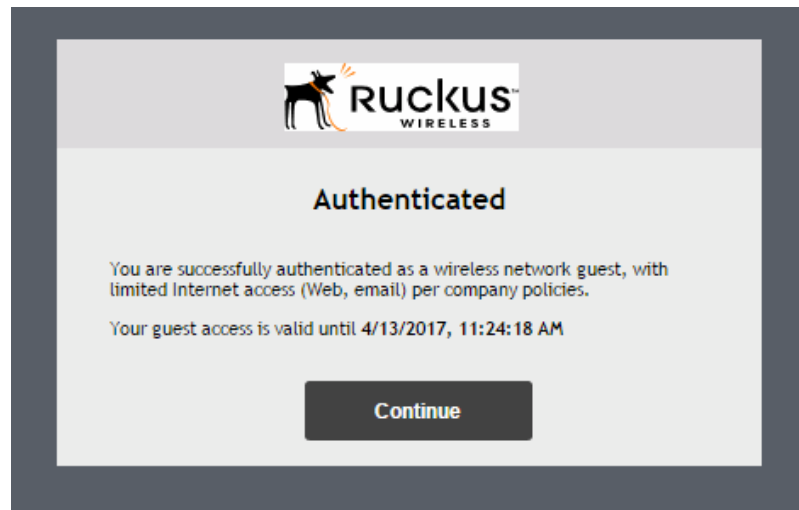 RUCKUS™
WIRELESS
Authenticated
You are successfully authenticated as a wireless network guest, with
limited Internet access (Web, email) per company policies.
Your guest access is valid until 4/13/2017, 11:24:18 AM
Continue